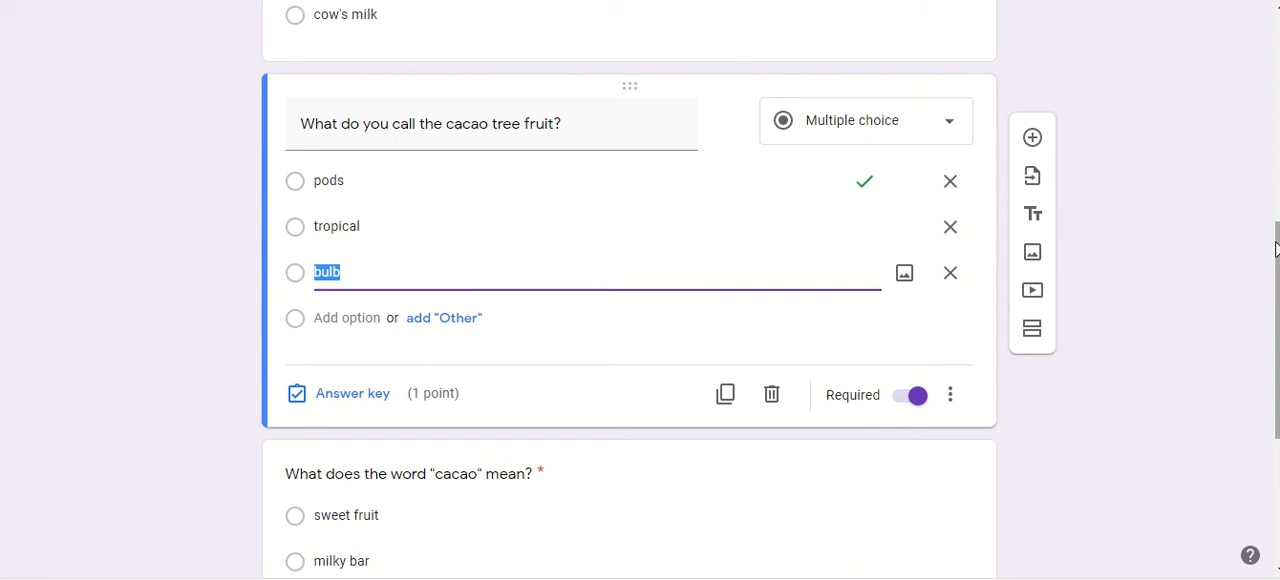 cow's milk
What do you call the cacao tree fruit?
Multiple choice
pods
tropical
bulb
Add option or add "Other"
Answer key (1 point)
Required
What does the word "cacao" mean? *
sweet fruit
milky bar